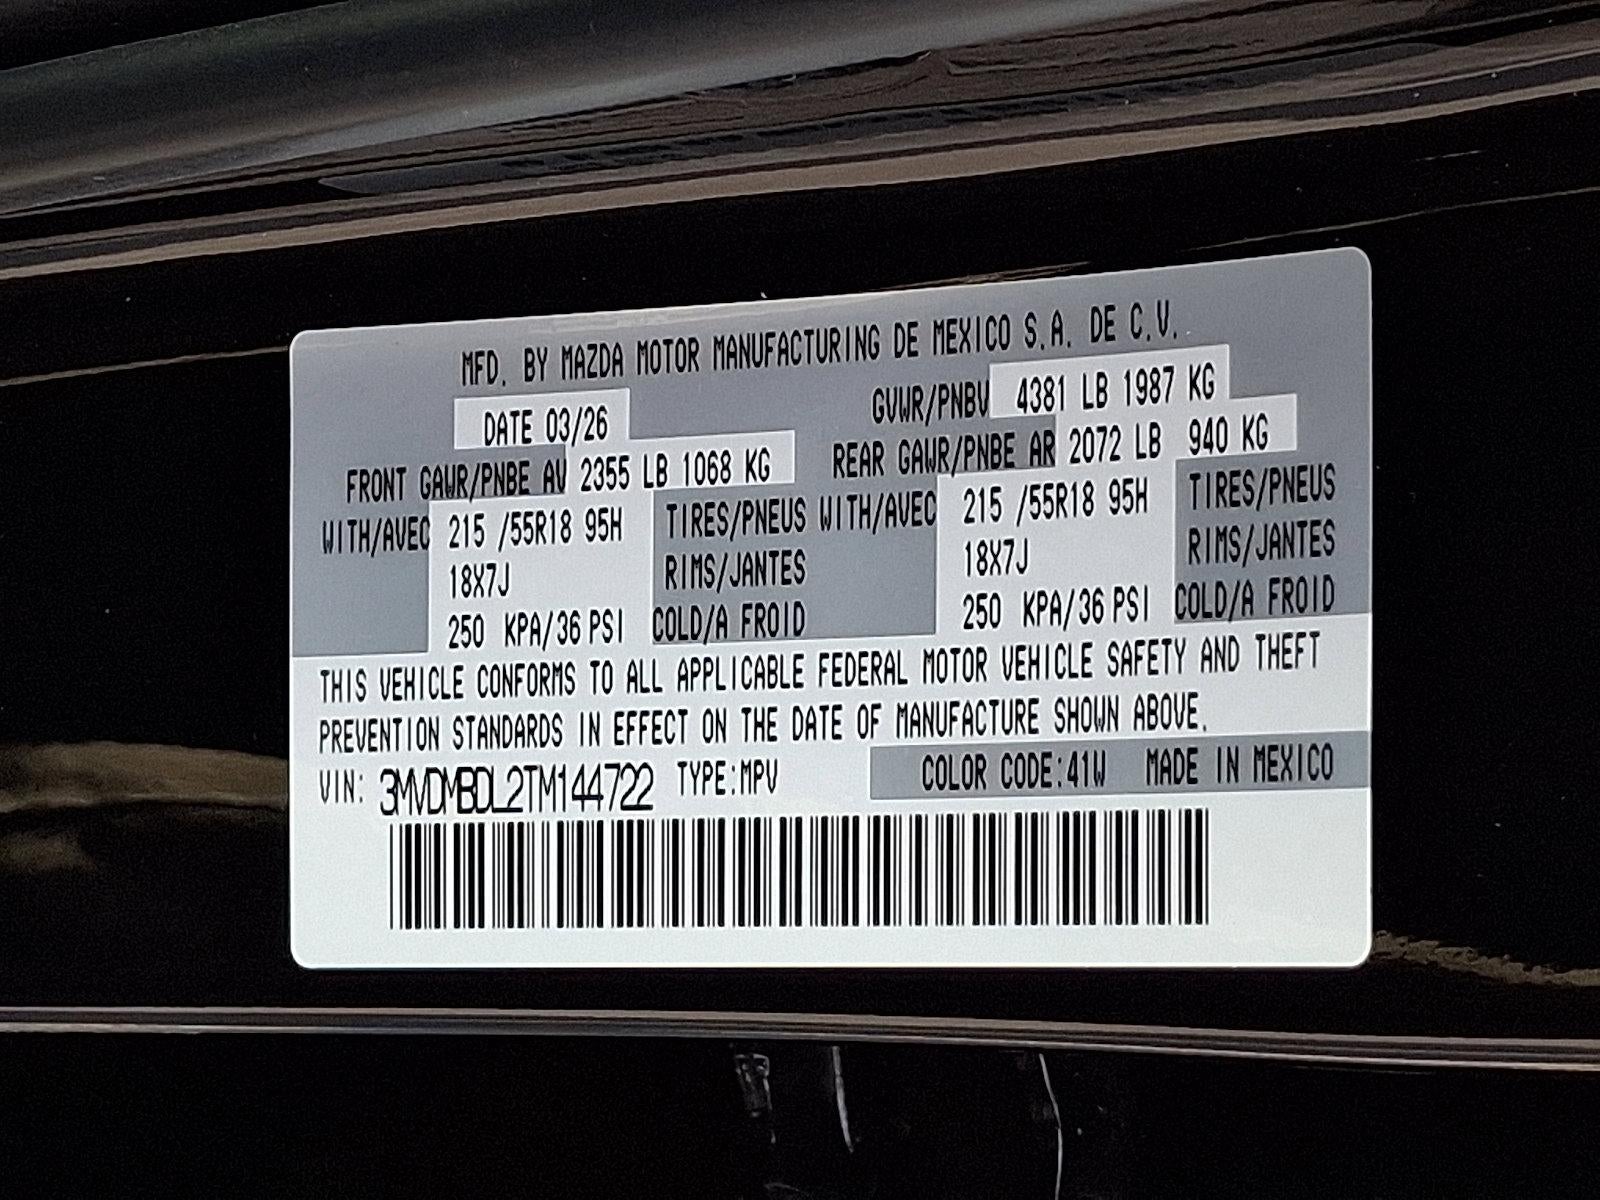 MFD. BY MAZDA MOTOR MANUFACTURING DE MEXICO S.A. DE C.V.
DATE 03/26 GVWR/PNBV 4381 LB 1987 KG
FRONT GAWR/PNBE AV 2355 LB 1068 KG REAR GAWR/PNBE AR 2072 LB 940 KG
WITH/AVEC 215 /55R18 95H TIRES/PNEUS WITH/AVEC 215 /55R18 95H TIRES/PNEUS
18X7J RIMS/JANTES 18X7J RIMS/JANTES
250 KPA/36 PSI COLD/A FROID 250 KPA/36 PSI COLD/A FROID
THIS VEHICLE CONFORMS TO ALL APPLICABLE FEDERAL MOTOR VEHICLE SAFETY AND THEFT
PREVENTION STANDARDS IN EFFECT ON THE DATE OF MANUFACTURE SHOWN ABOVE.
VIN: 3MVDMBDL2TM144722 TYPE:MPV COLOR CODE:41W MADE IN MEXICO